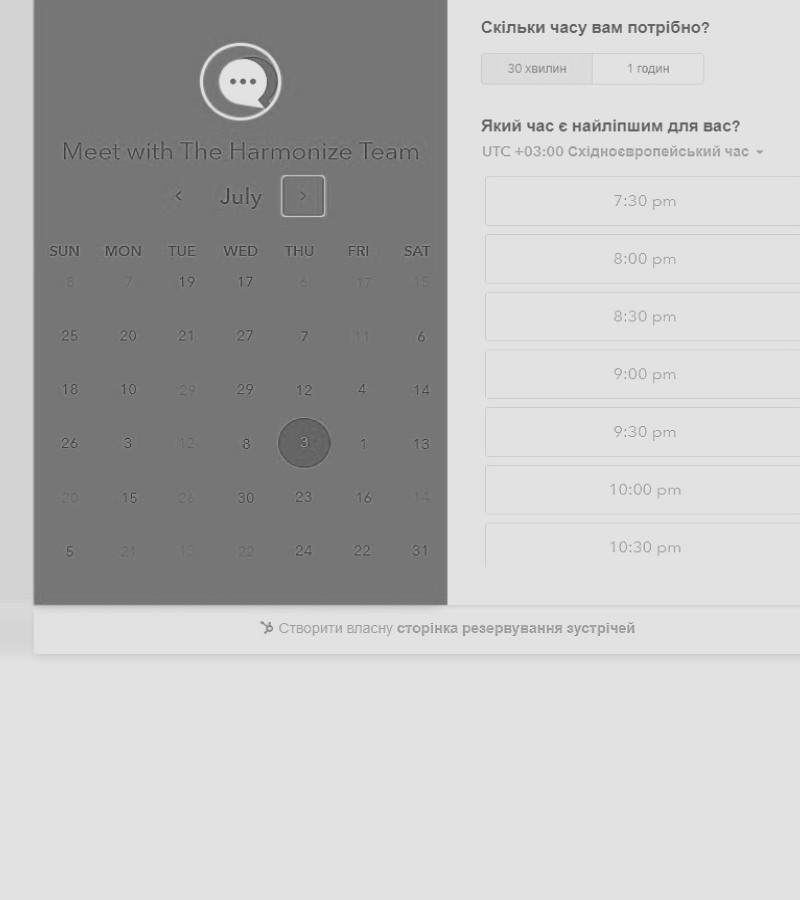 Meet with The Harmonize Team
July
SUN MON TUE WED THU FRI SAT
8 7 19 17 6 17 15
25 20 21 27 7 11 6
18 10 29 29 12 4 14
26 3 12 8 3 1 13
20 15 26 30 23 16 14
5 21 13 22 24 22 31
Скільки часу вам потрібно?
30 хвилин 1 годин
Який час є найліпшим для вас?
UTC +03:00 Східноєвропейський час
7:30 pm
8:00 pm
8:30 pm
9:00 pm
9:30 pm
10:00 pm
10:30 pm
Створити власну сторінка резервування зустрічей